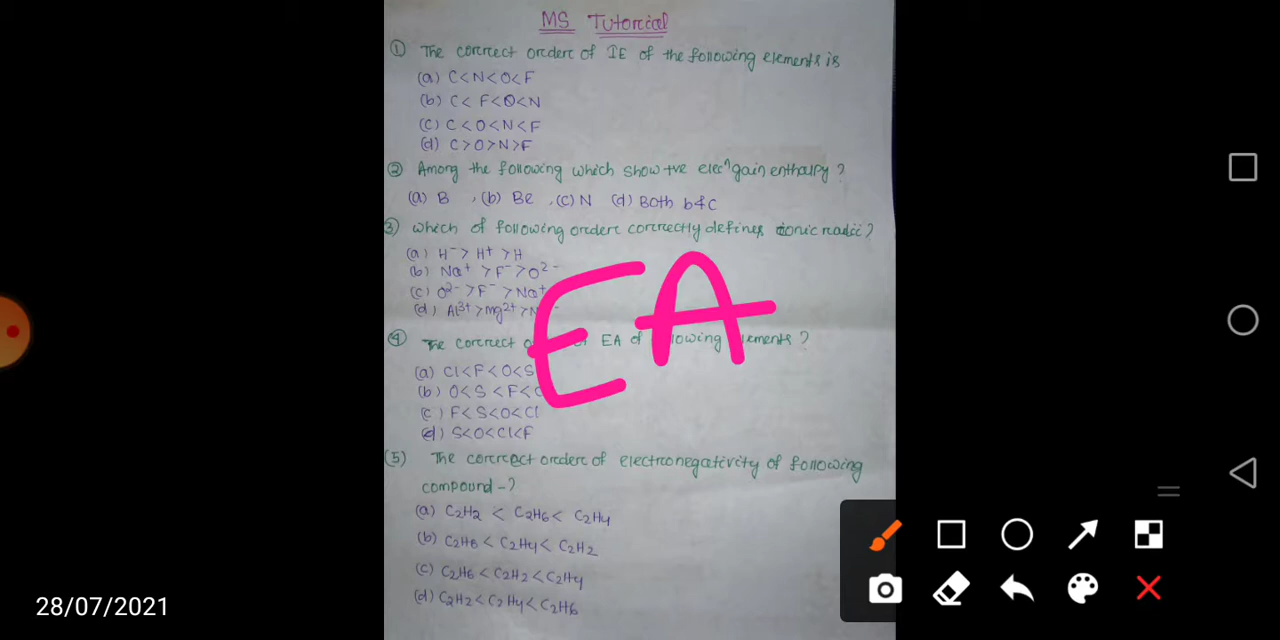 MS Tutorial
① The correct order of IE of the following elements is
(a) C<N<O<F
(b) C< F<O<N
(c) C<O<N<F
(d) C>O>N>F
② Among the following which show +ve elecⁿ gain enthalpy?
(a) B , (b) Be , (c) N (d) Both b & c
③ Which of following order correctly defines ionic radii?
(a) H⁻ > H⁺ > H
(b) Na⁺ > F⁻ > O²⁻
(c) O²⁻ > F⁻ > Na⁺
(d) Al³⁺ > Mg²⁺ >
④ The correct EA of
(a) Cl<F<O<S
(b) O<S<F<
(c) F<S<O<Cl
(d) S<O<Cl<F
EA
(5) The correct order of electronegativity of following
compound -?
(a) C₂H₂ < C₂H₆ < C₂H₄
(b) C₂H₆ < C₂H₄ < C₂H₂
(c) C₂H₆ < C₂H₂ < C₂H₄
(d) C₂H₂ < C₂H₄ < C₂H₆
28/07/2021